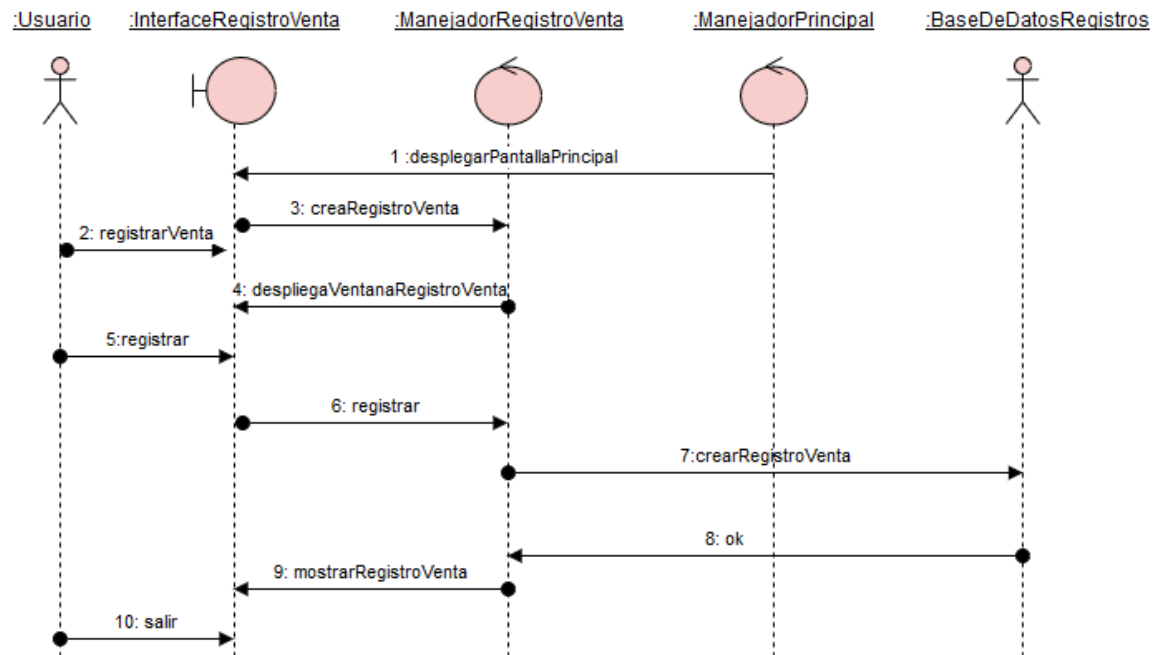 :Usuario
:InterfaceRegistroVenta
:ManejadorRegistroVenta
:ManejadorPrincipal
:BaseDeDatosRegistros
1 :desplegarPantallaPrincipal
3: creaRegistroVenta
2: registrarVenta
4: despliegaVentanaRegistroVenta
5:registrar
6: registrar
7:crearRegistroVenta
8: ok
9: mostrarRegistroVenta
10: salir